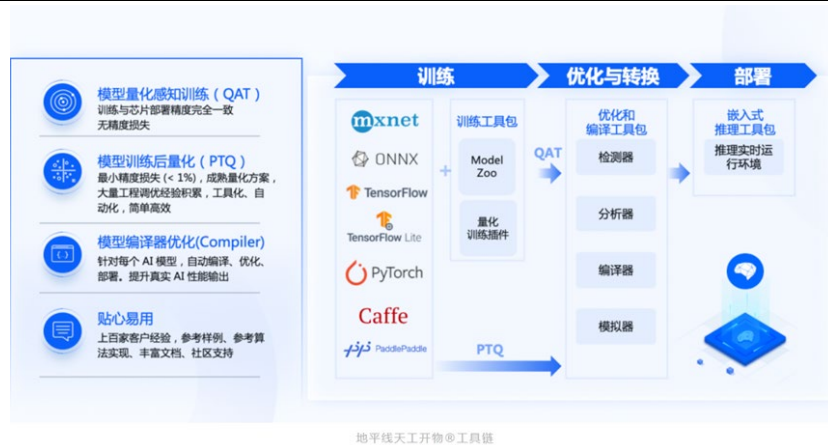 模型量化感知训练（QAT）
训练与芯片部署精度完全一致
无精度损失
模型训练后量化（PTQ）
最小精度损失 (< 1%)，成熟量化方案，
大量工程调优经验积累，工具化、自
动化，简单高效
模型编译器优化(Compiler)
针对每个 AI 模型，自动编译、优化、
部署。提升真实 AI 性能输出
贴心易用
上百家客户经验，参考样例、参考算
法实现、丰富文档、社区支持
训练
优化与转换
部署
mxnet
ONNX
TensorFlow
TensorFlow Lite
PyTorch
Caffe
PaddlePaddle
+
训练工具包
Model
Zoo
量化
训练插件
QAT
PTQ
优化和
编译工具包
检测器
分析器
编译器
模拟器
嵌入式
推理工具包
推理实时运
行环境
地平线天工开物®工具链